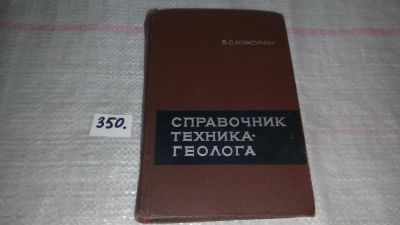 В.С.КРАСУЛИН
СПРАВОЧНИК
ТЕХНИКА-
ГЕОЛОГА
350.